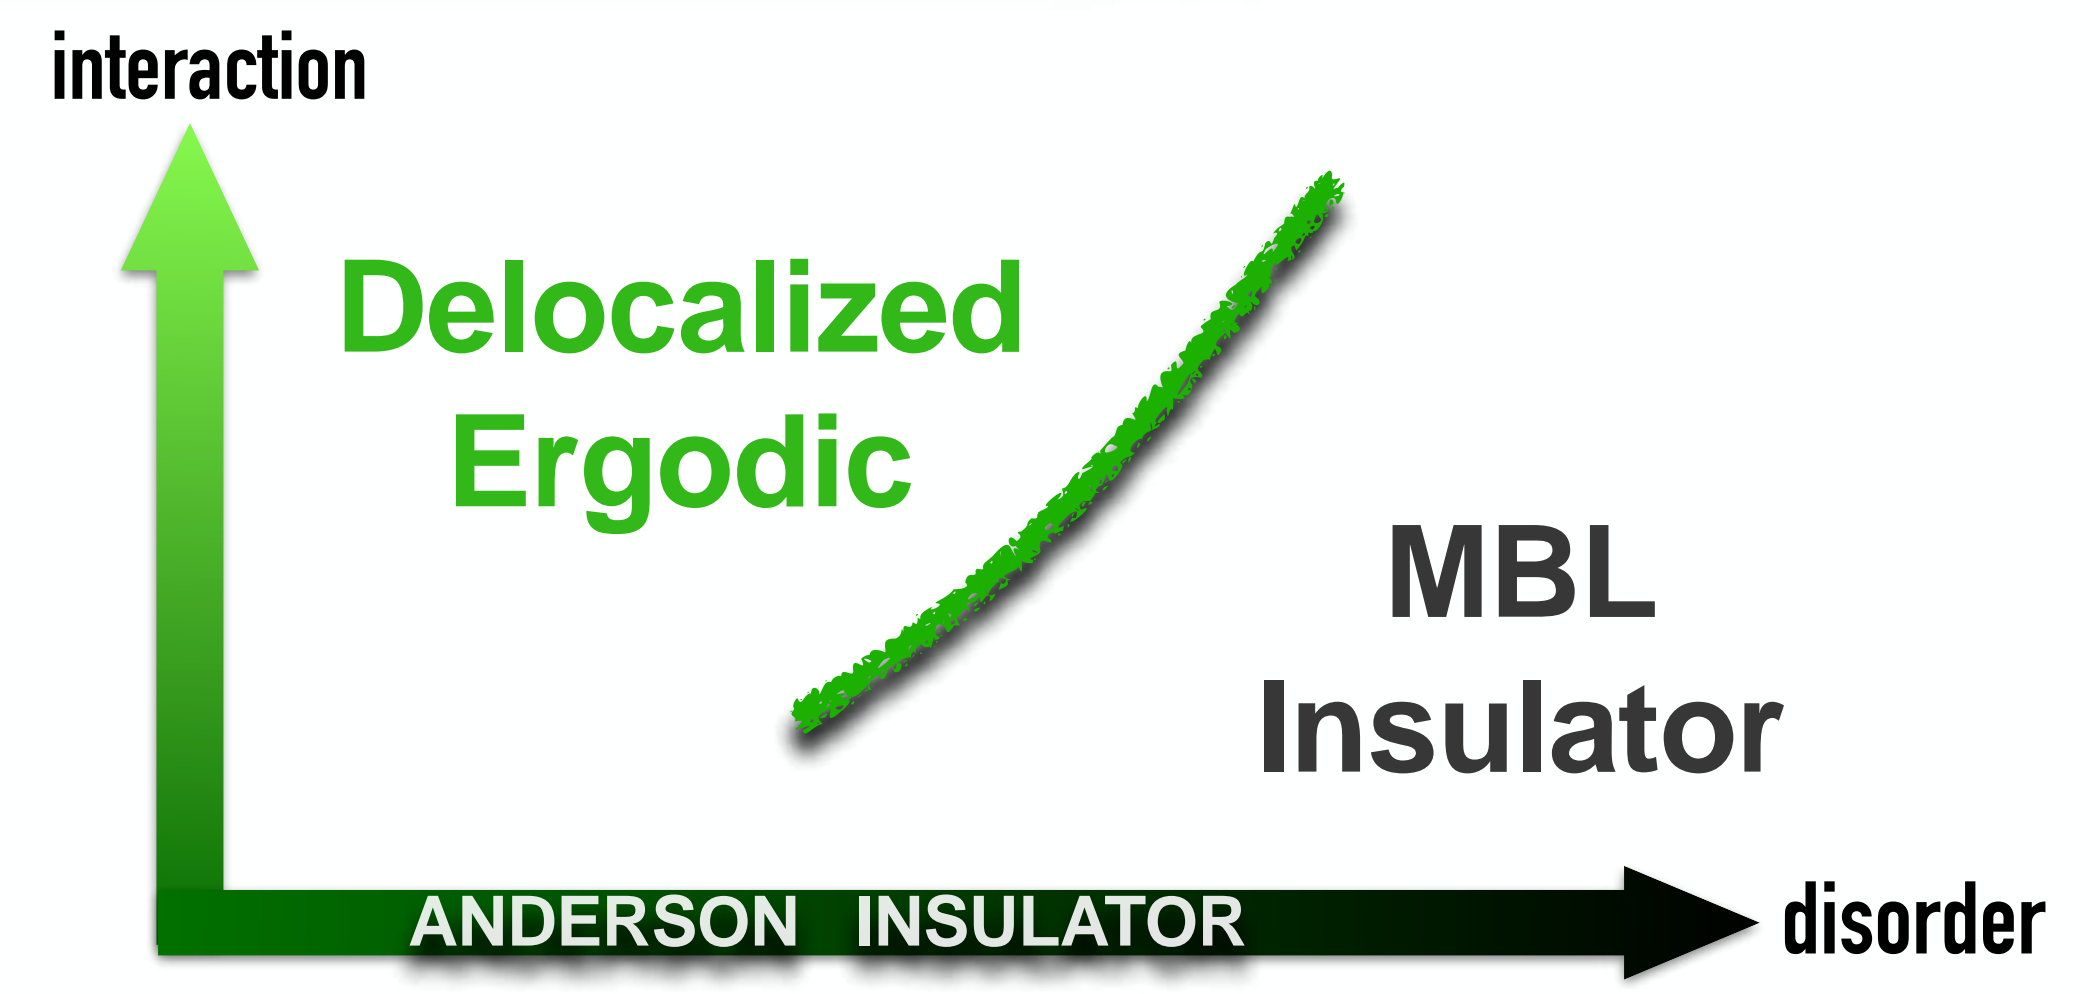 interaction
Delocalized
Ergodic
MBL
Insulator
ANDERSON INSULATOR
disorder